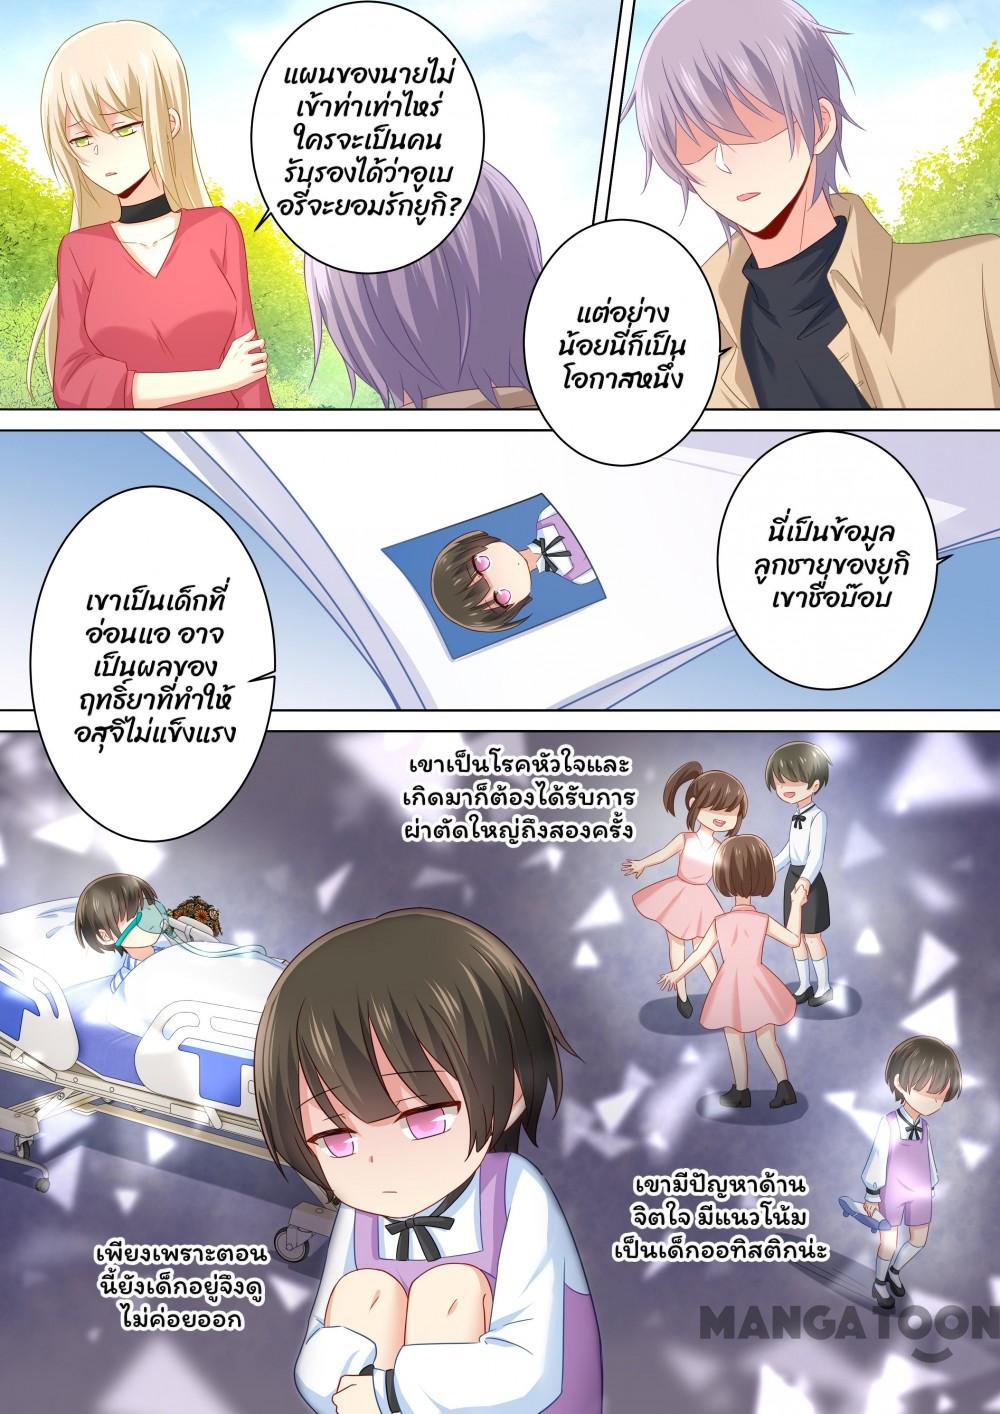 แผนของนายไม่
เข้าท่าเท่าไหร่
ใครจะเป็นคน
รับรองได้ว่าอูเบ
อรี่จะยอมรักยูกิ?
แต่อย่าง
น้อยนี่ก็เป็น
โอกาสหนึ่ง
นี่เป็นข้อมูล
ลูกชายของยูกิ
เขาชื่อบ๊อบ
เขาเป็นเด็กที่
อ่อนแอ อาจ
เป็นผลของ
ฤทธิ์ยาที่ทำให้
อสุจิไม่แข็งแรง
เขาเป็นโรคหัวใจและ
เกิดมาก็ต้องได้รับการ
ผ่าตัดใหญ่ถึงสองครั้ง
เขามีปัญหาด้าน
จิตใจ มีแนวโน้ม
เป็นเด็กออทิสติกน่ะ
เพียงเพราะตอน
นี้ยังเด็กอยู่จึงดู
ไม่ค่อยออก
MANGATOON